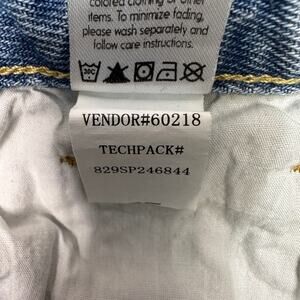 colored clothing or other
items. To minimize fading,
please wash separately and
follow care instructions.
30C
VENDOR#60218
TECHPACK#
829SP246844